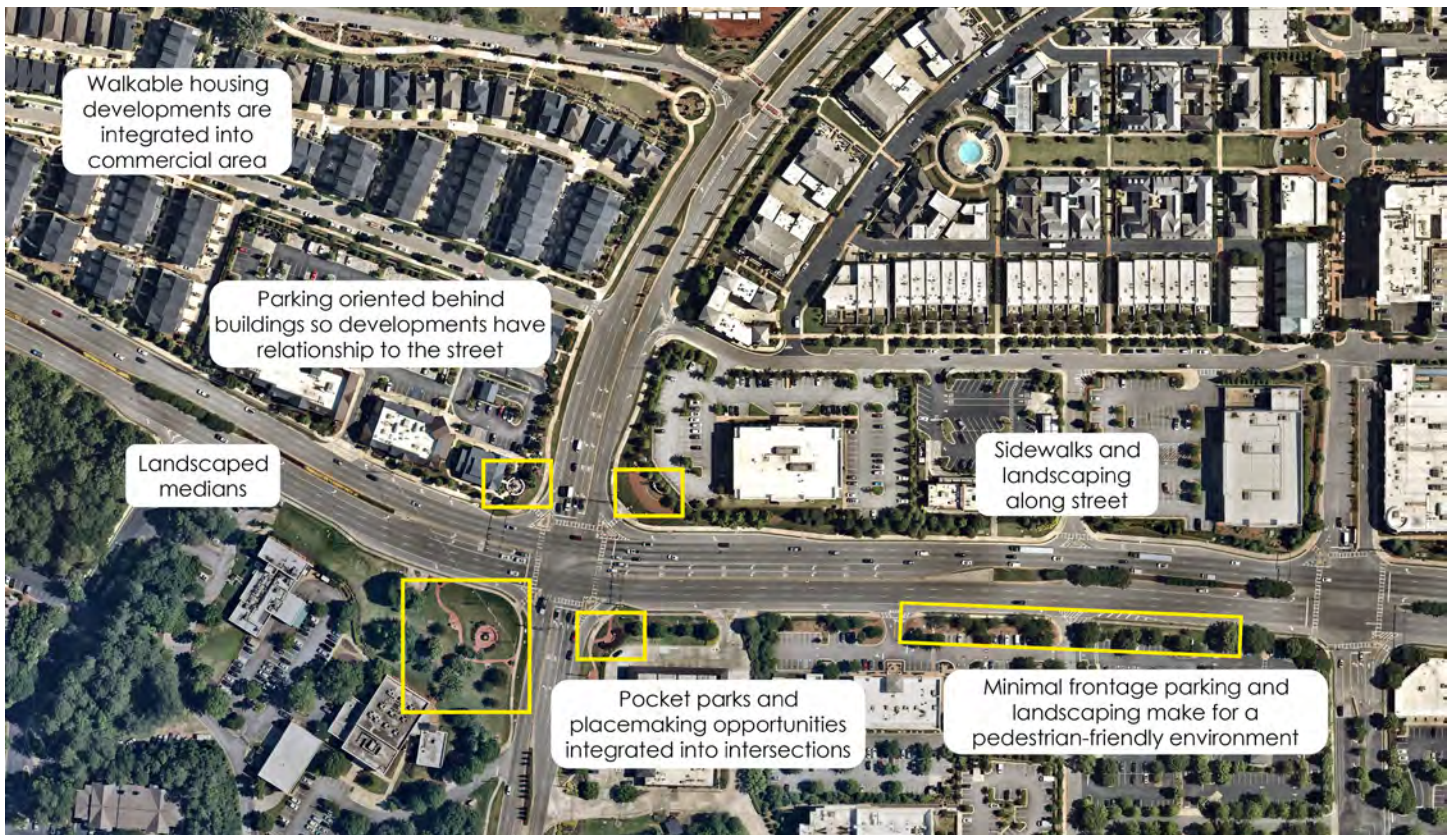 Walkable housing
developments are
integrated into
commercial area
Parking oriented behind
buildings so developments have
relationship to the street
Landscaped
medians
Sidewalks and
landscaping
along street
Pocket parks and
placemaking opportunities
integrated into intersections
Minimal frontage parking and
landscaping make for a
pedestrian-friendly environment